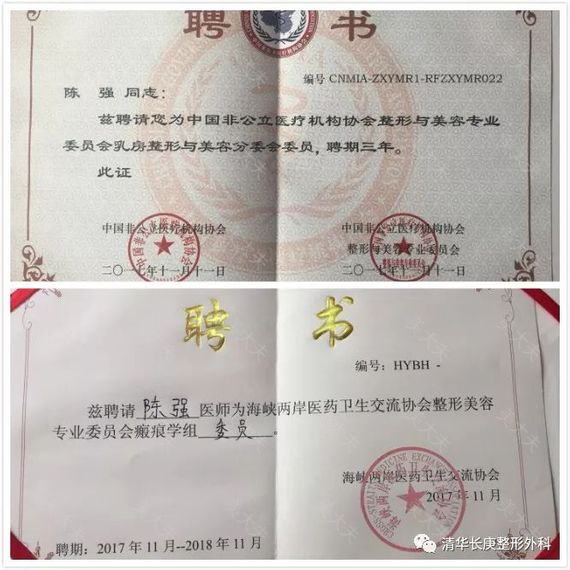 聘 书
编号 CNMIA-ZXYMR1-RFZXYMR022
陈 强 同志：
兹聘请您为中国非公立医疗机构协会整形与美容专业
委员会乳房整形与美容分委会委员，聘期三年。
此证
中国非公立医疗机构协会 中国非公立医疗机构协会
整形与美容专业委员会
二〇一七年十一月十一日 二〇一七年十一月十一日
聘 书
编号：HYBH -
兹聘请 陈强 医师为海峡两岸医药卫生交流协会整形美容
专业委员会瘢痕学组 委员 。
海峡两岸医药卫生交流协会
2017年11月
聘期：2017年11月--2018年11月
清华长庚整形外科